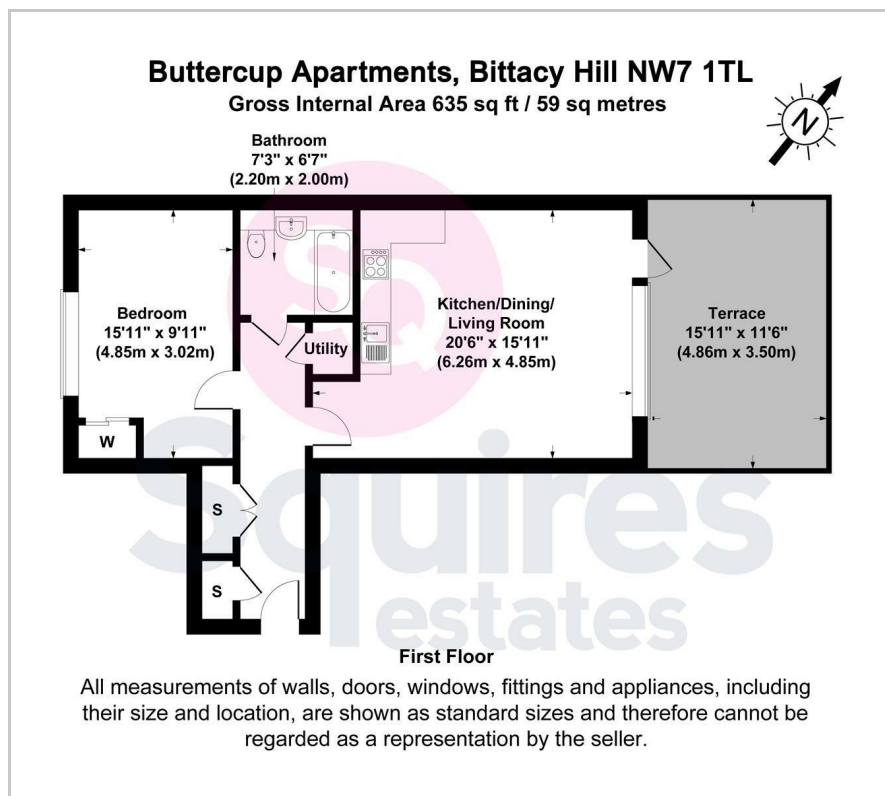 Buttercup Apartments, Bittacy Hill NW7 1TL
Gross Internal Area 635 sq ft / 59 sq metres
N
Bathroom
7'3" x 6'7"
(2.20m x 2.00m)
SQ
Bedroom
15'11" x 9'11"
(4.85m x 3.02m)
Utility
Kitchen/Dining/
Living Room
20'6" x 15'11"
(6.26m x 4.85m)
Terrace
15'11" x 11'6"
(4.86m x 3.50m)
W
S
S
Squires
estates
First Floor
All measurements of walls, doors, windows, fittings and appliances, including
their size and location, are shown as standard sizes and therefore cannot be
regarded as a representation by the seller.